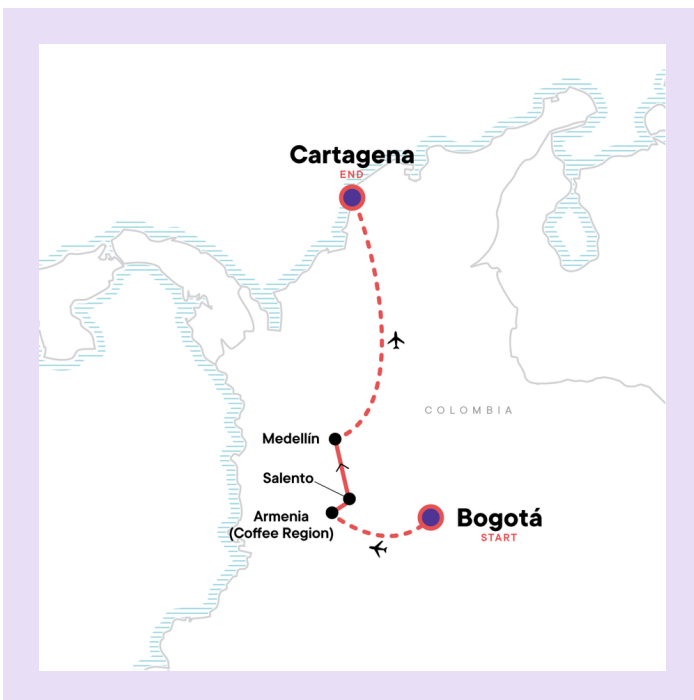 Cartagena
END
COLOMBIA
Medellín
Salento
Armenia
(Coffee Region)
Bogotá
START